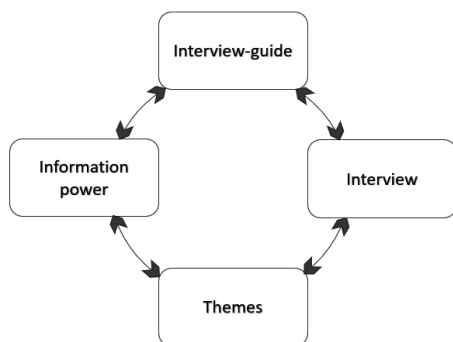 Interview-guide
Information
power
Interview
Themes